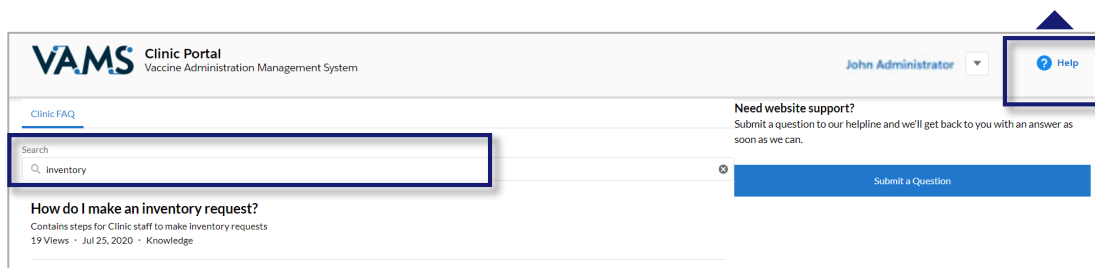 VAMS
Clinic Portal
Vaccine Administration Management System
John Administrator
? Help
Clinic FAQ
Search
inventory
How do I make an inventory request?
Contains steps for Clinic staff to make inventory requests
19 Views • Jul 25, 2020 • Knowledge
Need website support?
Submit a question to our helpline and we'll get back to you with an answer as
soon as we can.
Submit a Question